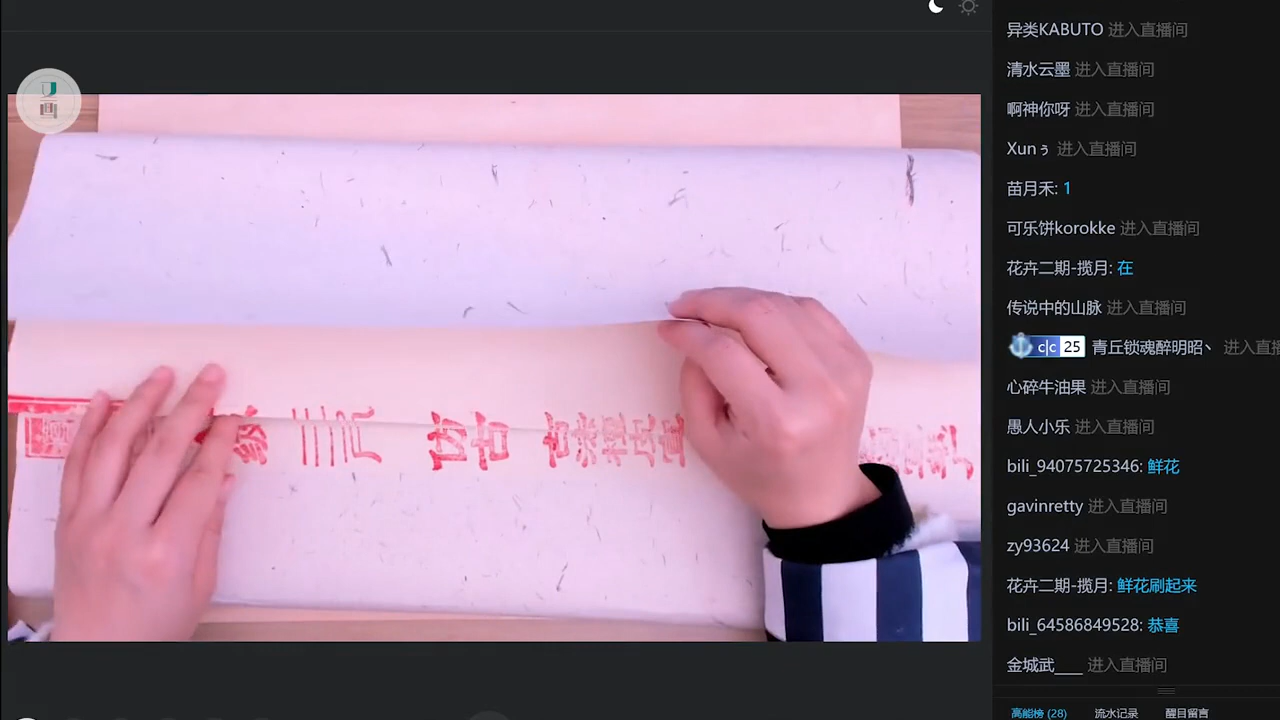 异类KABUTO 进入直播间
清水云墨 进入直播间
啊神你呀 进入直播间
Xunぅ 进入直播间
苗月禾: 1
可乐饼korokke 进入直播间
花卉二期-揽月: 在
传说中的山脉 进入直播间
c|c 25 青丘锁魂醉明昭丶 进入直播
心碎牛油果 进入直播间
愚人小乐 进入直播间
bili_94075725346: 鲜花
gavinretty 进入直播间
zy93624 进入直播间
花卉二期-揽月: 鲜花刷起来
bili_64586849528: 恭喜
金城武____ 进入直播间
高能榜 (28) 流水记录 醒目留言